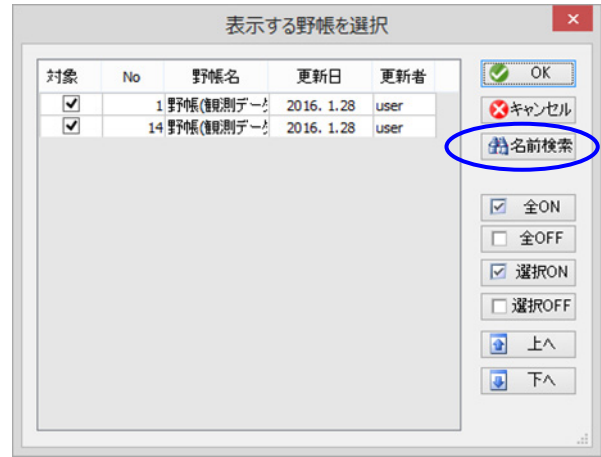 表示する野帳を選択
対象 No 野帳名 更新日 更新者
1 野帳(観測データ 2016. 1.28 user
14 野帳(観測データ 2016. 1.28 user
OK
キャンセル
名前検索
全ON
全OFF
選択ON
選択OFF
上へ
下へ